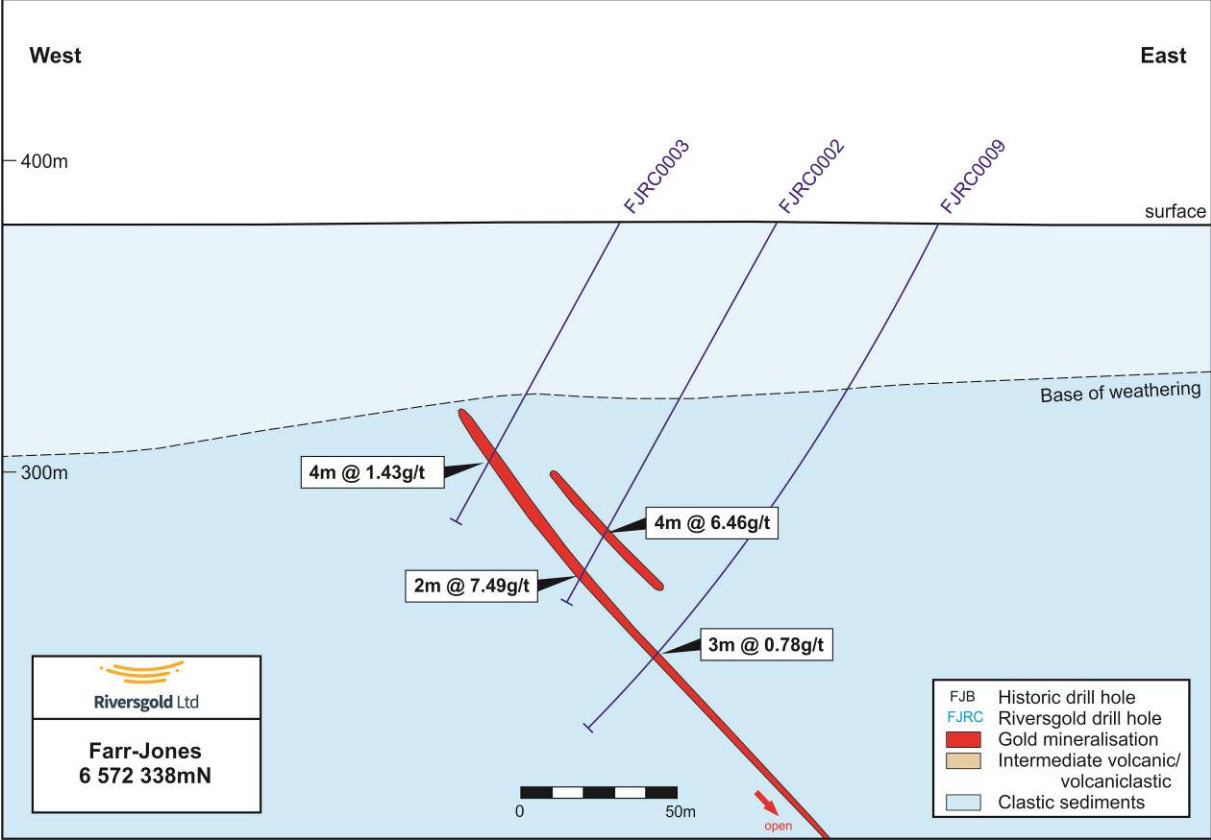 West
East
400m
FJRC0003
FJRC0002
FJRC0009
surface
Base of weathering
300m
4m @ 1.43g/t
4m @ 6.46g/t
2m @ 7.49g/t
3m @ 0.78g/t
Riversgold Ltd
Farr-Jones
6 572 338mN
0
50m
open
FJB Historic drill hole
FJRC Riversgold drill hole
Gold mineralisation
Intermediate volcanic/
volcaniclastic
Clastic sediments